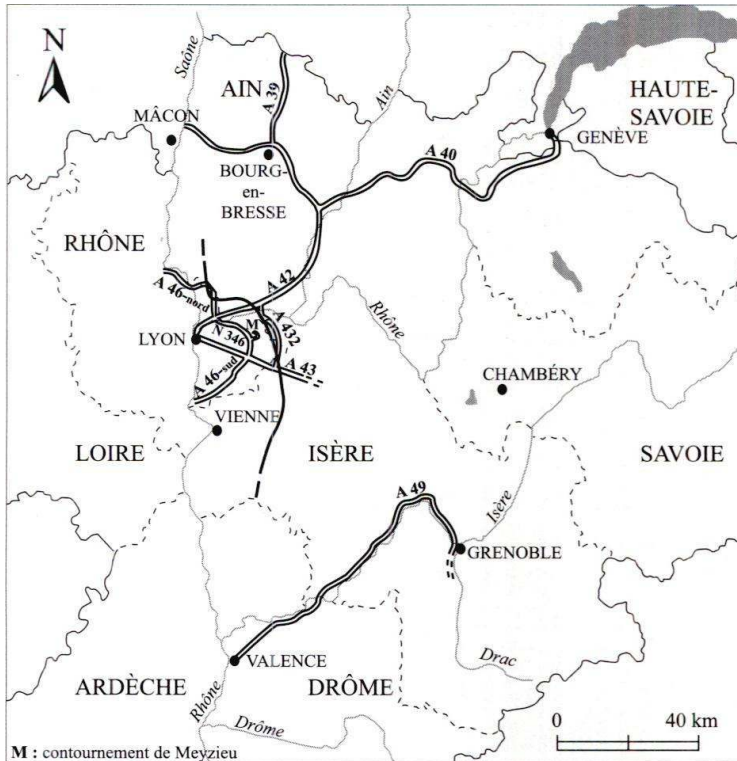 N
Saône
AIN
A 39
Ain
HAUTE-
SAVOIE
MÂCON
GENÈVE
A 40
BOURG-
en-
BRESSE
RHÔNE
A 42
A 46-nord
Rhône
M
A 432
LYON
N 346
A 43
A 46-sud
CHAMBÉRY
VIENNE
LOIRE
ISÈRE
SAVOIE
A 49
Isère
GRENOBLE
VALENCE
Drac
ARDÈCHE
DRÔME
Rhône
Drôme
0 40 km
M : contournement de Meyzieu